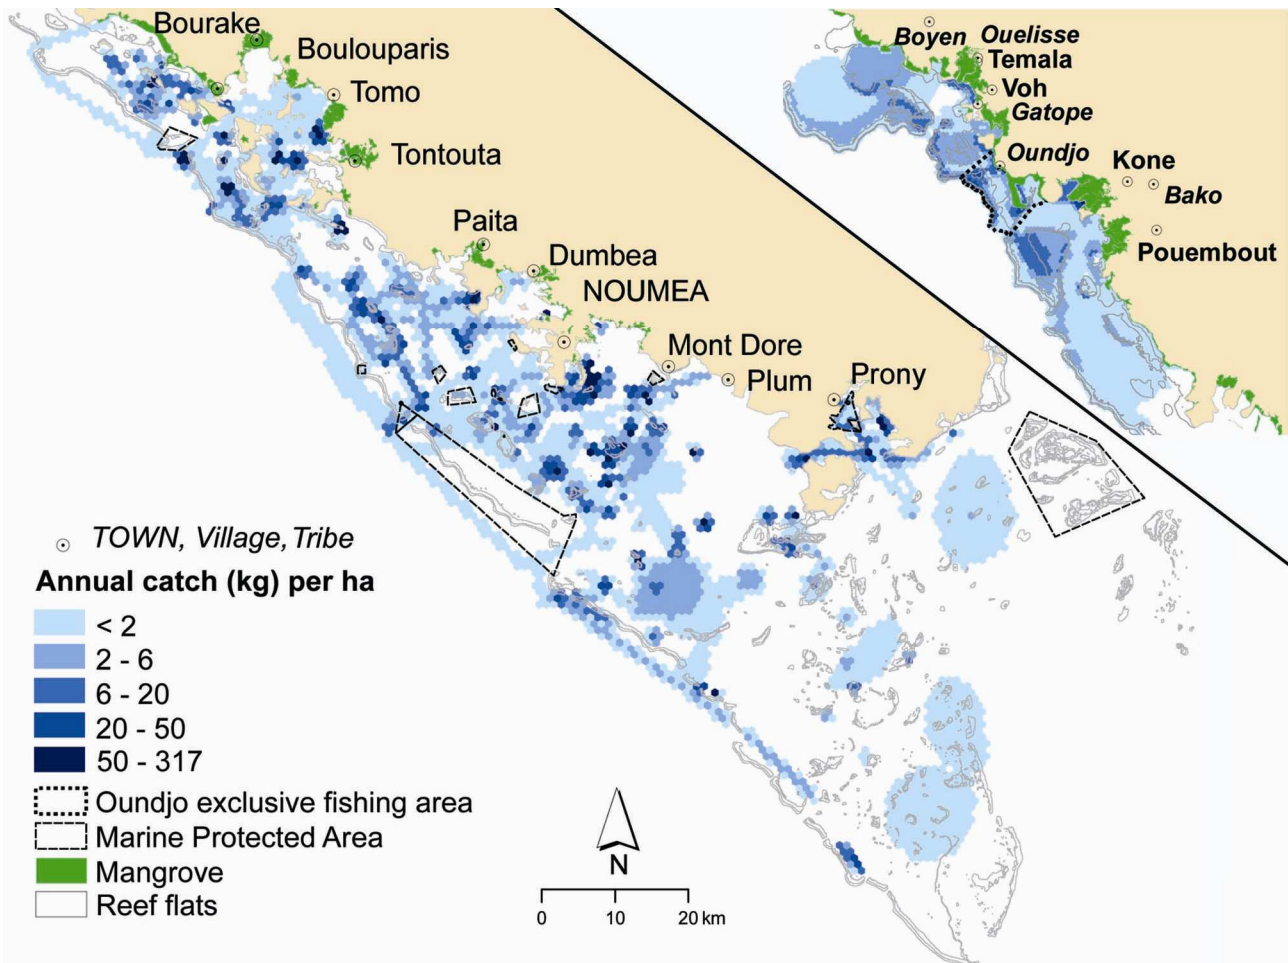 Bourake
Boulouparis
Tomo
Tontouta
Paita
Dumbea
NOUMEA
Mont Dore
Plum
Prony
Boyen
Ouelisse
Temala
Voh
Gatope
Oundjo
Kone
Bako
Pouembout
TOWN, Village, Tribe
Annual catch (kg) per ha
< 2
2 - 6
6 - 20
20 - 50
50 - 317
Oundjo exclusive fishing area
Marine Protected Area
Mangrove
Reef flats
N
0 10 20 km